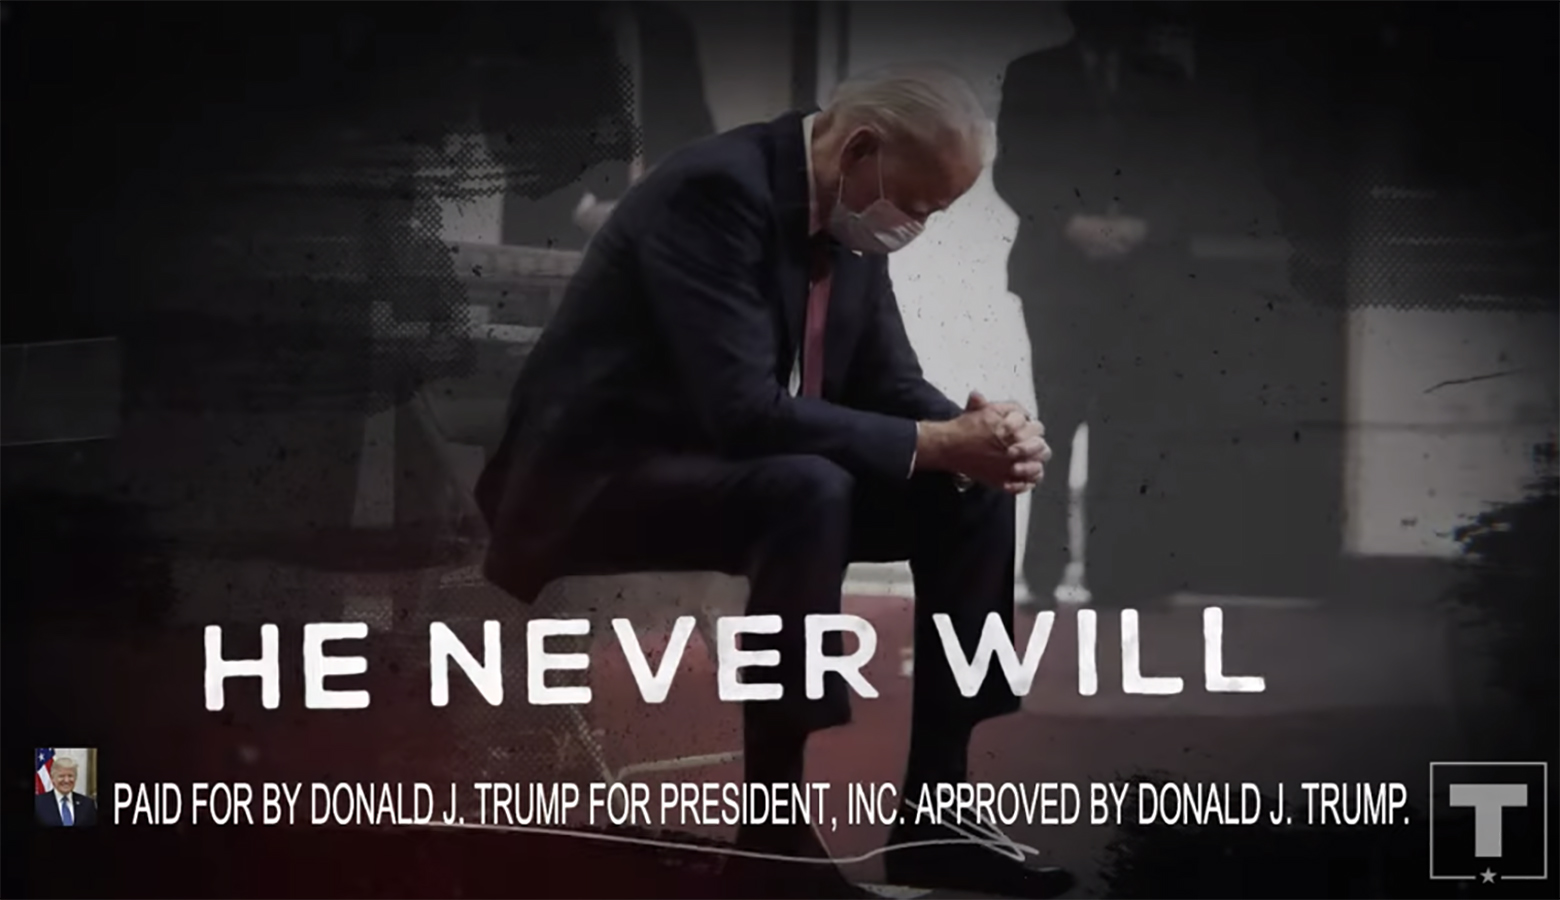 HE NEVER WILL
PAID FOR BY DONALD J. TRUMP FOR PRESIDENT, INC. APPROVED BY DONALD J. TRUMP.
T